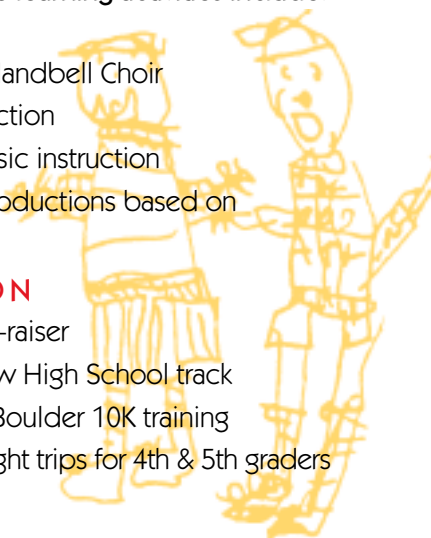 andbell Choir
ction
sic instruction
oductions based on
ON
-raiser
w High School track
Boulder 10K training
ght trips for 4th & 5th graders